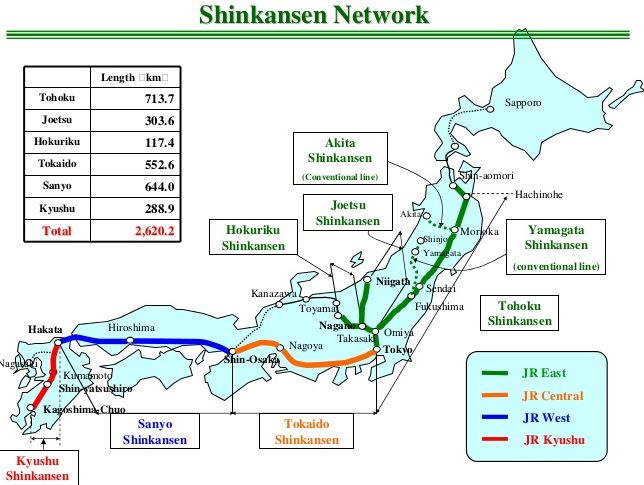 Shinkansen Network
Length □km□
Tohoku 713.7
Joetsu 303.6
Hokuriku 117.4
Tokaido 552.6
Sanyo 644.0
Kyushu 288.9
Total 2,620.2
Sapporo
Akita
Shinkansen
(Conventional line)
Shin-aomori
Hachinohe
Joetsu
Shinkansen
Akita
Morioka
Yamagata
Shinkansen
(conventional line)
Hokuriku
Shinkansen
Shinjo
Yamagata
Niigata
Sendai
Kanazawa
Toyama
Fukushima
Tohoku
Shinkansen
Nagano
Takasaki
Omiya
Hakata
Hiroshima
Nagoya
Tokyo
Shin-Osaka
Nagasaki
Kumamoto
Shin-yatsushiro
Kagoshima-Chuo
JR East
JR Central
JR West
JR Kyushu
Sanyo
Shinkansen
Tokaido
Shinkansen
Kyushu
Shinkansen